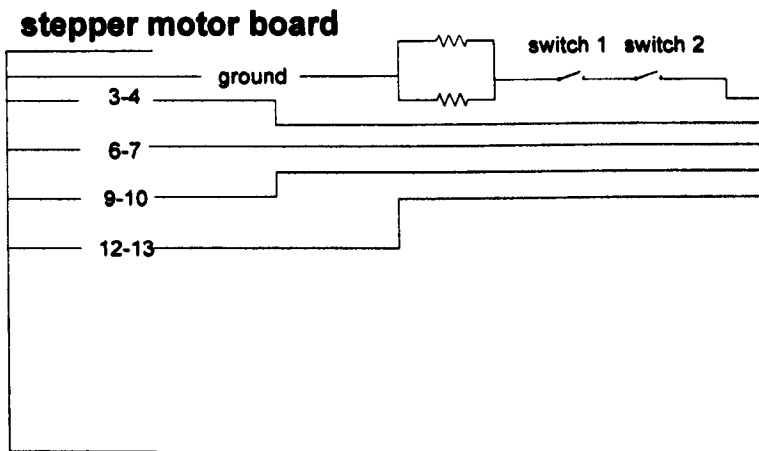 stepper motor board
switch 1 switch 2
ground
3-4
6-7
9-10
12-13